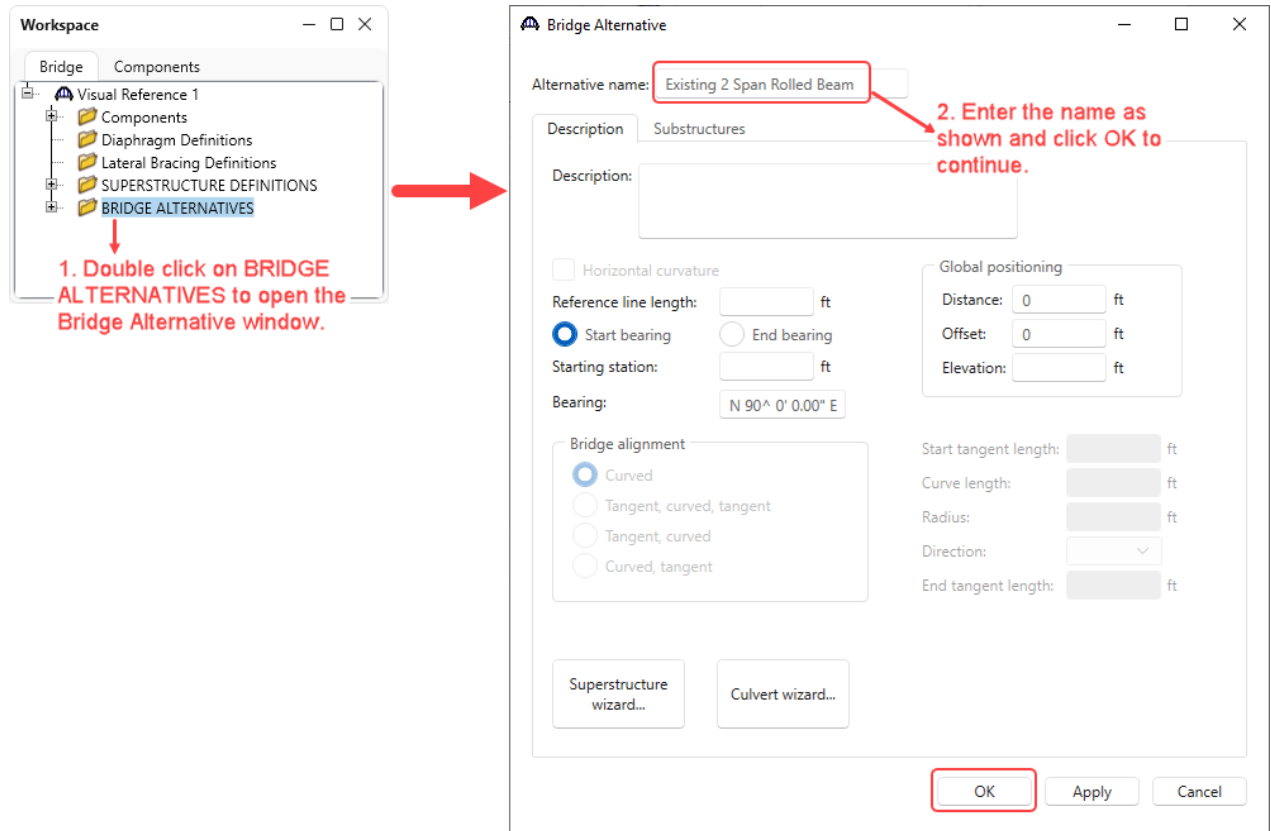 Workspace
Bridge
Components
Visual Reference 1
Components
Diaphragm Definitions
Lateral Bracing Definitions
SUPERSTRUCTURE DEFINITIONS
BRIDGE ALTERNATIVES
1. Double click on BRIDGE
ALTERNATIVES to open the
Bridge Alternative window.
Bridge Alternative
Alternative name: Existing 2 Span Rolled Beam
2. Enter the name as
shown and click OK to
continue.
Description Substructures
Description:
Horizontal curvature
Reference line length: ft
Start bearing End bearing
Starting station: ft
Bearing: N 90^ 0' 0.00" E
Global positioning
Distance: 0 ft
Offset: 0 ft
Elevation: ft
Bridge alignment
Curved
Tangent, curved, tangent
Tangent, curved
Curved, tangent
Start tangent length: ft
Curve length: ft
Radius: ft
Direction:
End tangent length: ft
Superstructure
wizard...
Culvert wizard...
OK Apply Cancel